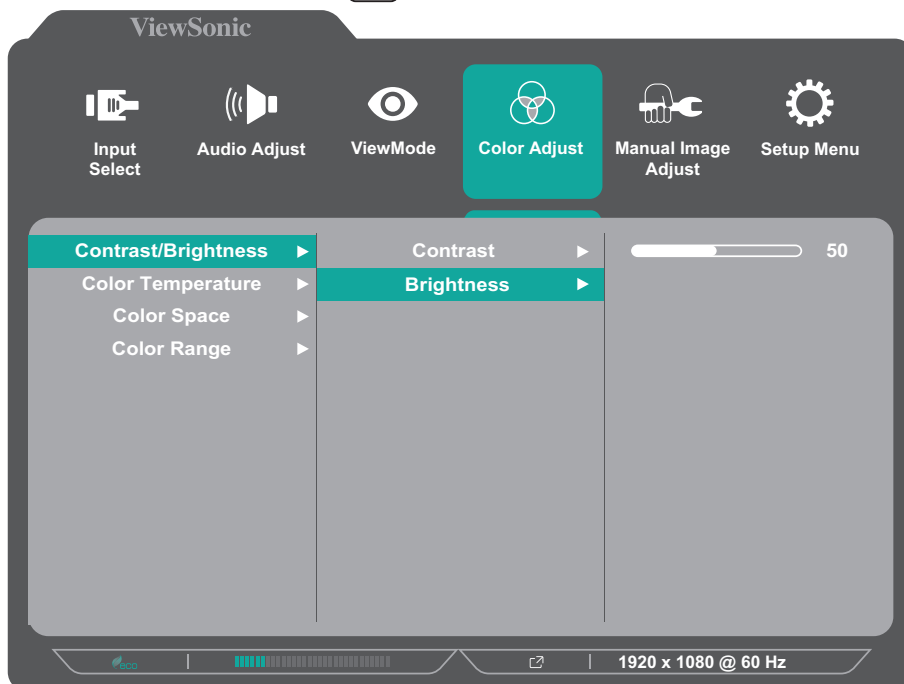 ViewSonic
Input Select
Audio Adjust
ViewMode
Color Adjust
Manual Image Adjust
Setup Menu
Contrast/Brightness
Contrast
50
Color Temperature
Brightness
Color Space
Color Range
eco
1920 x 1080 @ 60 Hz